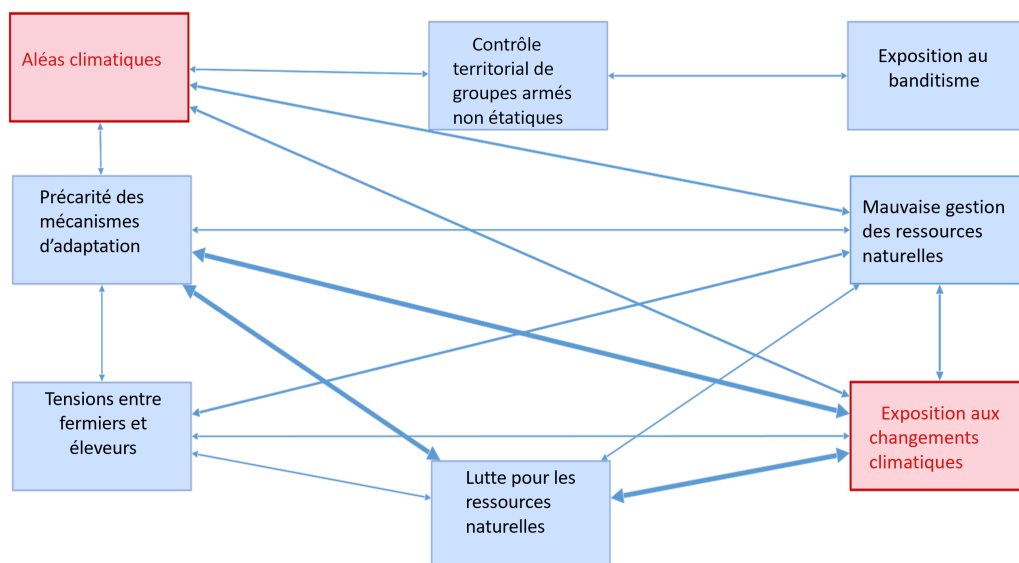 Aléas climatiques
Contrôle
territorial de
groupes armés
non étatiques
Exposition au
banditisme
Précarité des
mécanismes
d’adaptation
Mauvaise gestion
des ressources
naturelles
Tensions entre
fermiers et
éleveurs
Lutte pour les
ressources
naturelles
Exposition aux
changements
climatiques